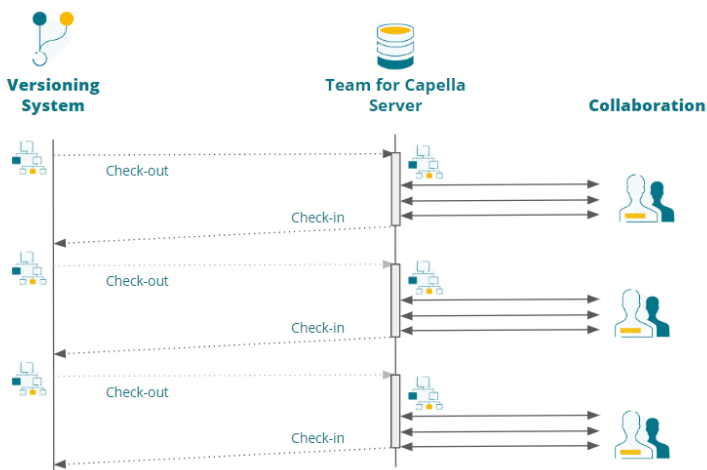 Versioning
System
Team for Capella
Server
Collaboration
Check-out
Check-in
Check-out
Check-in
Check-out
Check-in